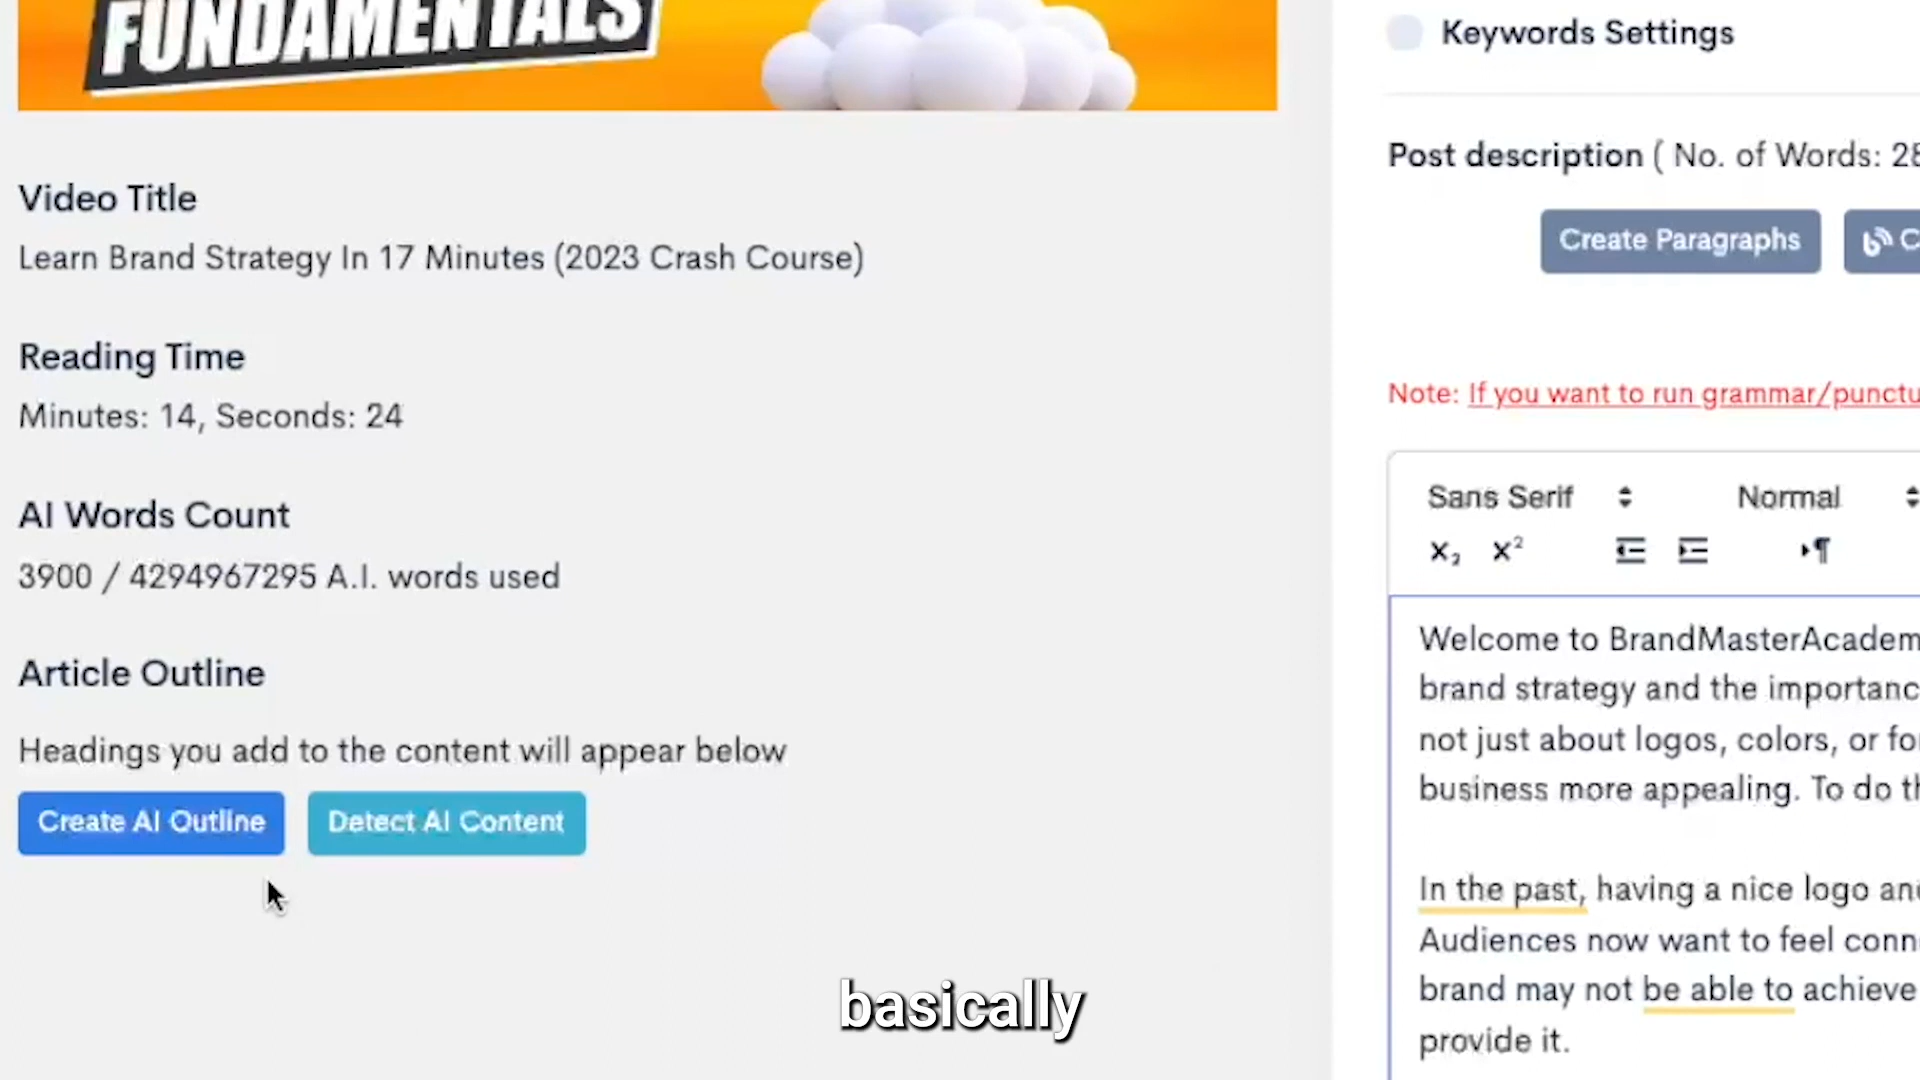 FUNDAMENTALS
Video Title
Learn Brand Strategy In 17 Minutes (2023 Crash Course)
Reading Time
Minutes: 14, Seconds: 24
AI Words Count
3900 / 4294967295 A.I. words used
Article Outline
Headings you add to the content will appear below
Create AI Outline
Detect AI Content
Keywords Settings
Post description ( No. of Words: 28
Create Paragraphs
C
Note: If you want to run grammar/punctu
Sans Serif
Normal
X₂ X²
Welcome to BrandMasterAcadem
brand strategy and the importanc
not just about logos, colors, or fo
business more appealing. To do th
In the past, having a nice logo an
Audiences now want to feel conn
brand may not be able to achieve
provide it.
basically